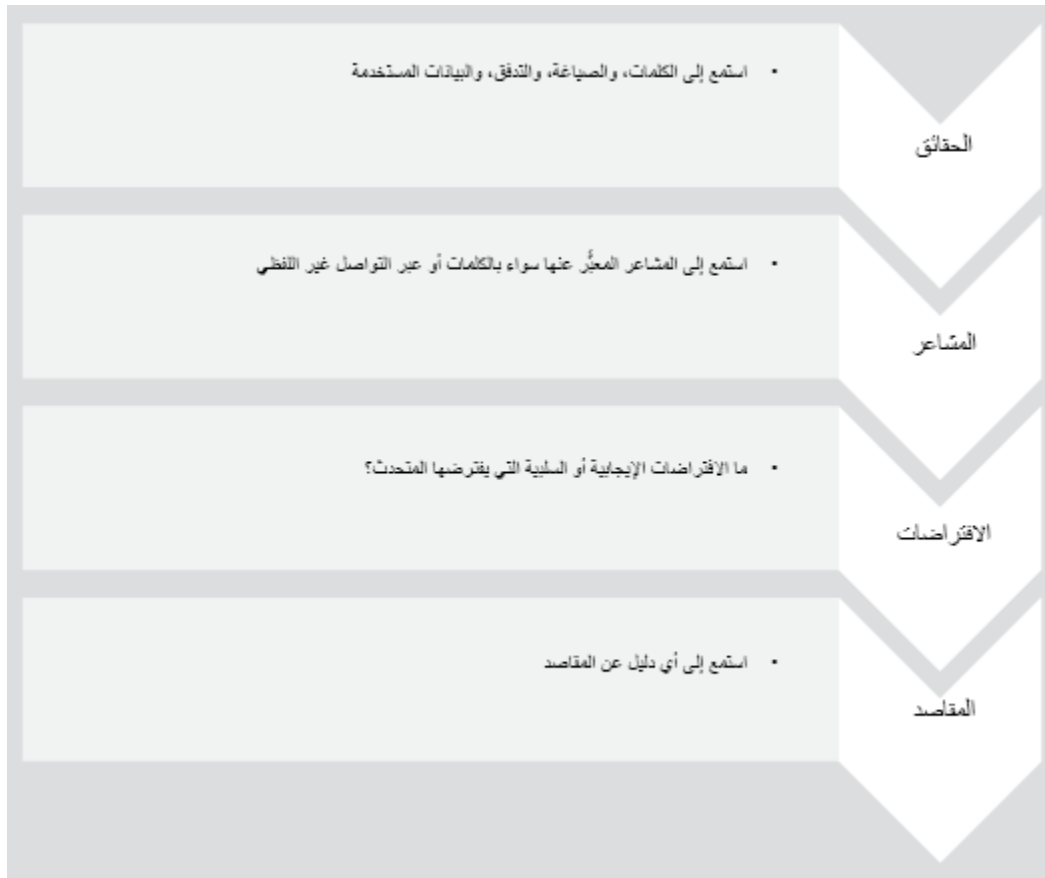 الحقائق
▪ استمع إلى الكلمات، والصياغة، والتدفق، والبيانات المستخدمة
المشاعر
▪ استمع إلى المشاعر المعبَّر عنها سواء بالكلمات أو عبر التواصل غير اللفظي
الافتراضات
▪ ما الافتراضات الإيجابية أو السلبية التي يفترضها المتحدث؟
المقاصد
▪ استمع إلى أي دليل عن المقاصد